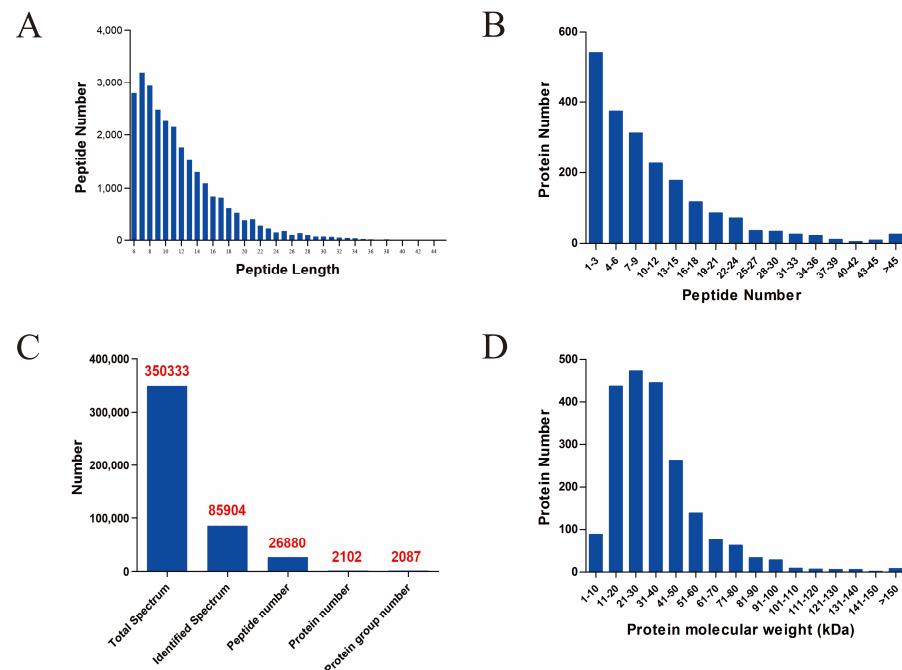 A
4,000
3,000
2,000
1,000
0
Peptide Number
6 8 10 12 14 16 18 20 22 24 26 28 30 32 34 36 38 40 42 44
Peptide Length
B
600
400
200
0
Protein Number
1-3 4-6 7-9 10-12 13-15 16-18 19-21 22-24 25-27 28-30 31-33 34-36 37-39 40-42 43-45 >45
Peptide Number
C
400,000
300,000
200,000
100,000
0
Number
350333
85904
26880
2102
2087
Total Spectrum
Identified Spectrum
Peptide number
Protein number
Protein group number
D
500
400
300
200
100
0
Protein Number
1-10 11-20 21-30 31-40 41-50 51-60 61-70 71-80 81-90 91-100 101-110 111-120 121-130 131-140 141-150 >150
Protein molecular weight (kDa)